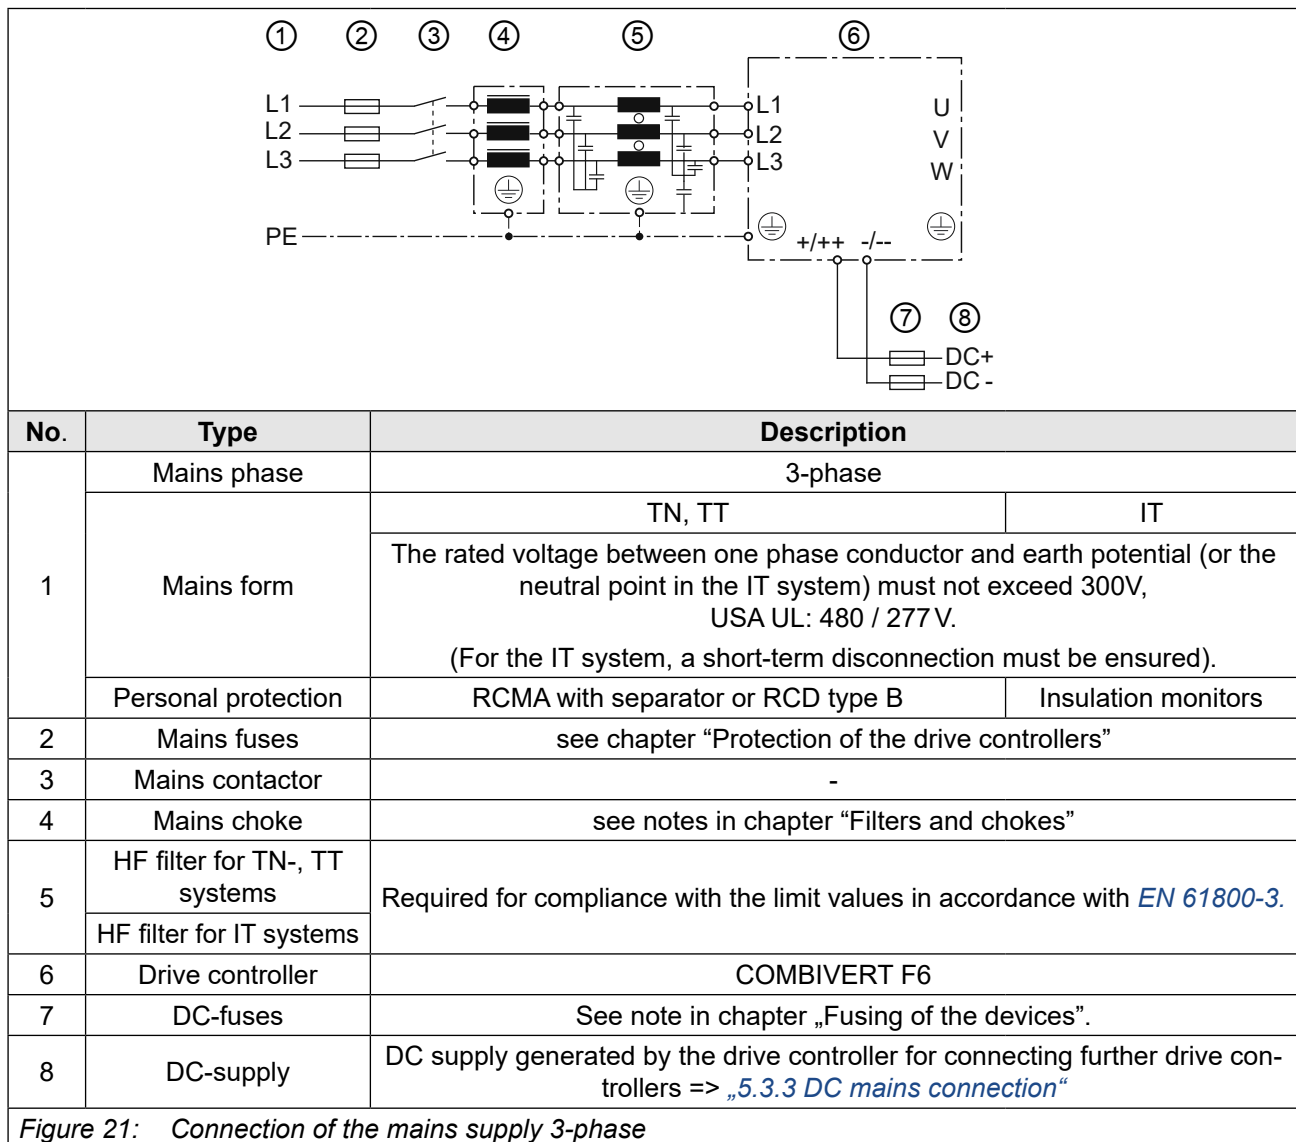 ① ② ③ ④ ⑤ ⑥
L1 L1 U
L2 L2 V
L3 L3 W
PE +/++ -/--
⑦ ⑧
DC+
DC -
No. Type Description
1 Mains phase 3-phase
Mains form TN, TT IT
The rated voltage between one phase conductor and earth potential (or the
neutral point in the IT system) must not exceed 300V,
USA UL: 480 / 277 V.
(For the IT system, a short-term disconnection must be ensured).
Personal protection RCMA with separator or RCD type B Insulation monitors
2 Mains fuses see chapter “Protection of the drive controllers”
3 Mains contactor -
4 Mains choke see notes in chapter “Filters and chokes”
5 HF filter for TN-, TT
systems
Required for compliance with the limit values in accordance with EN 61800-3.
HF filter for IT systems
6 Drive controller COMBIVERT F6
7 DC-fuses See note in chapter „Fusing of the devices”.
8 DC-supply DC supply generated by the drive controller for connecting further drive con-
trollers => „5.3.3 DC mains connection“
Figure 21: Connection of the mains supply 3-phase